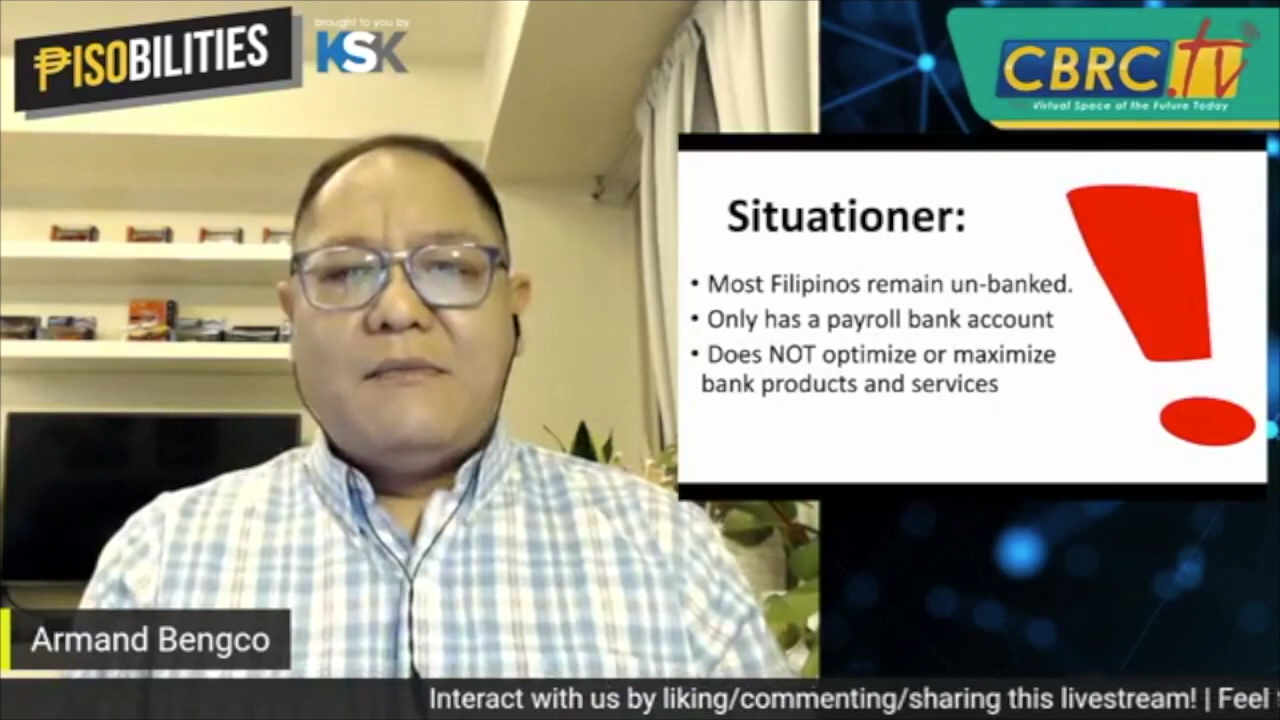 ₱ISOBILITIES
brought to you by
KSK
CBRC.tv
Virtual Space of the Future Today
Situationer:
• Most Filipinos remain un-banked.
• Only has a payroll bank account
• Does NOT optimize or maximize
bank products and services
Armand Bengco
Interact with us by liking/commenting/sharing this livestream! | Feel